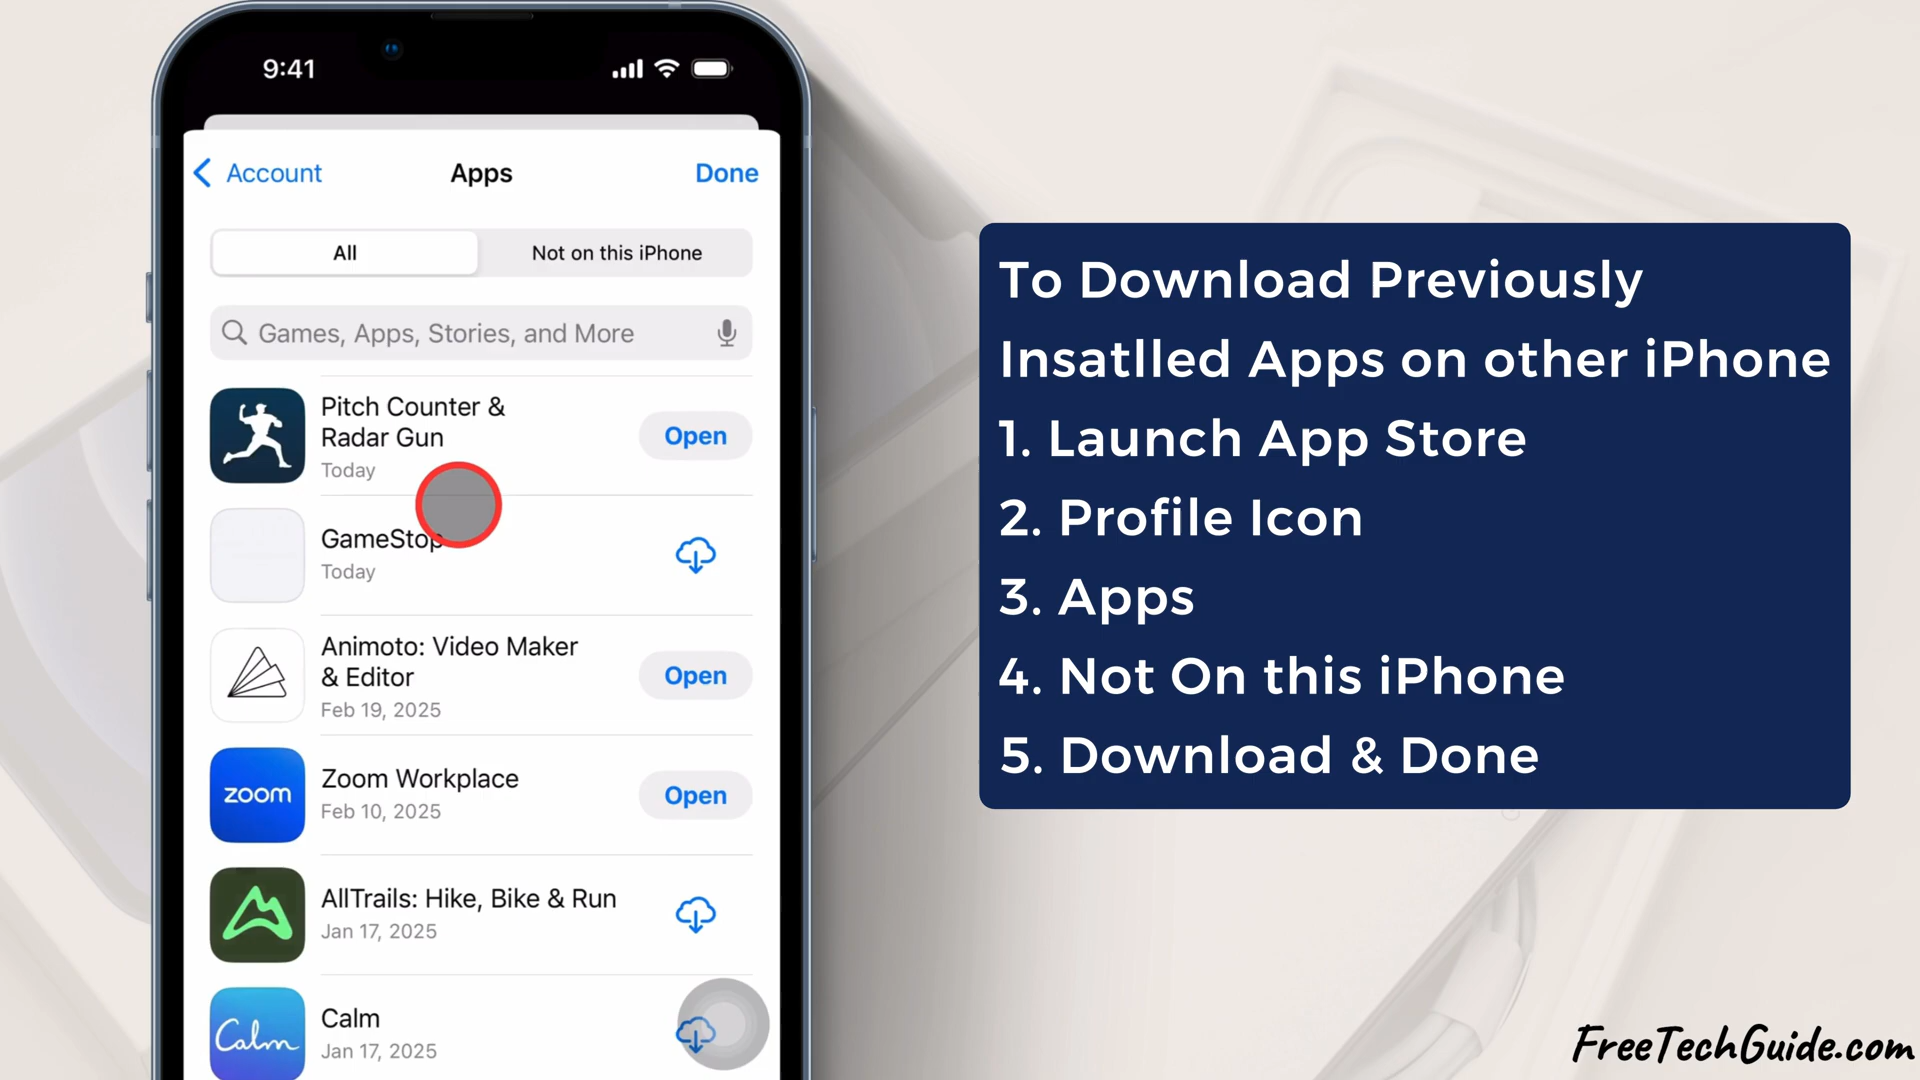 9:41
Account
Apps
Done
All
Not on this iPhone
Games, Apps, Stories, and More
Pitch Counter &
Radar Gun
Today
Open
GameStop
Today
Animoto: Video Maker
& Editor
Feb 19, 2025
Open
zoom
Zoom Workplace
Feb 10, 2025
Open
AllTrails: Hike, Bike & Run
Jan 17, 2025
Calm
Calm
Jan 17, 2025
To Download Previously
Insatlled Apps on other iPhone
1. Launch App Store
2. Profile Icon
3. Apps
4. Not On this iPhone
5. Download & Done
FreeTechGuide.com